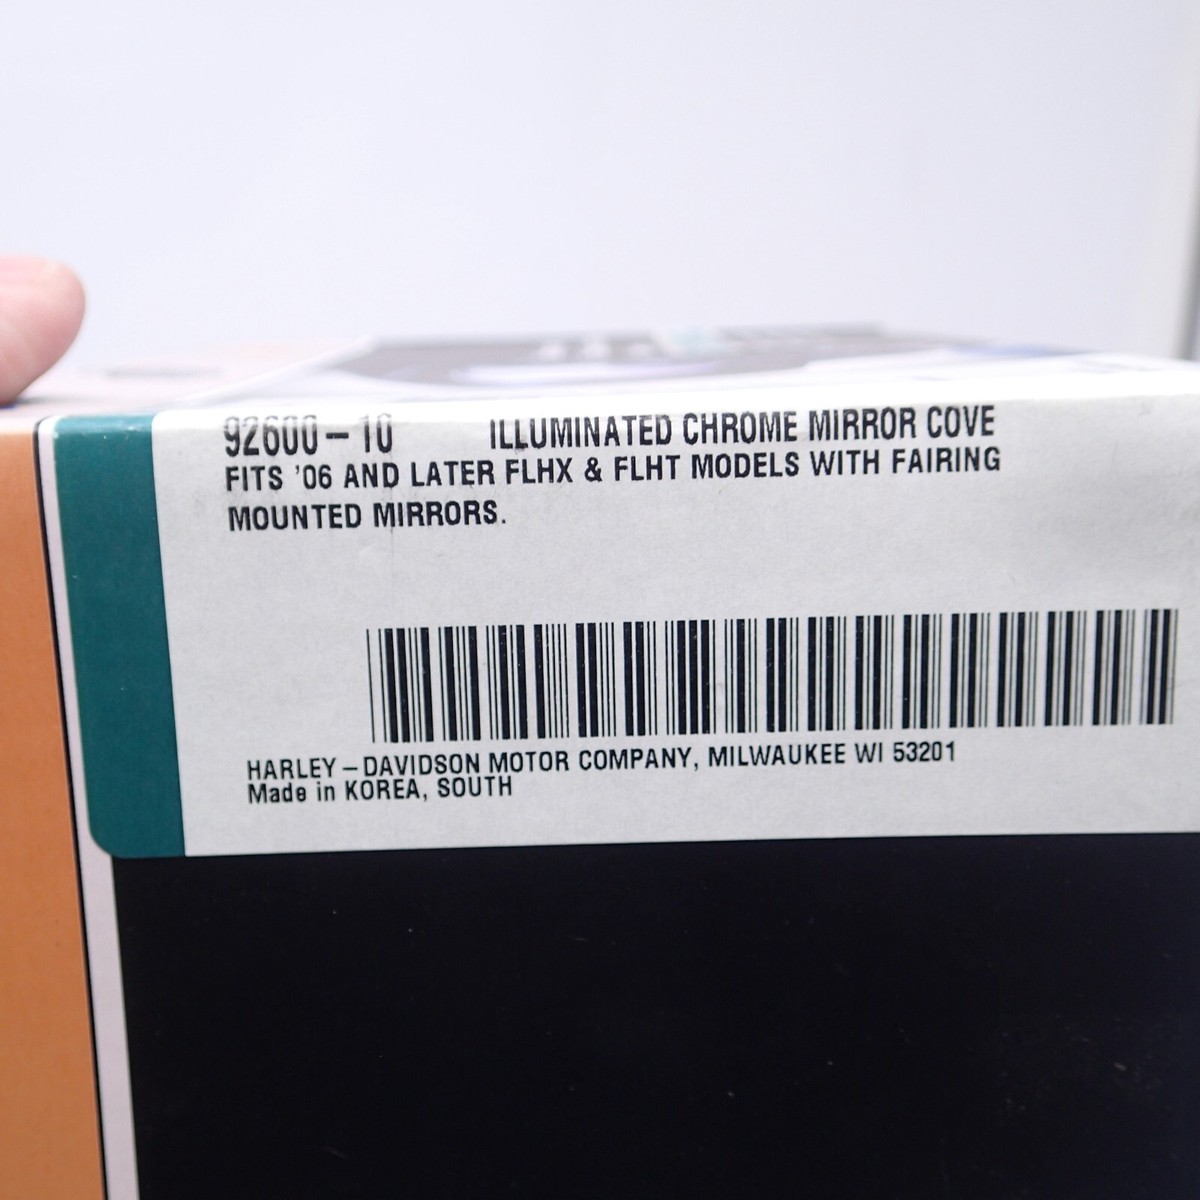 92600-10 ILLUMINATED CHROME MIRROR COVE
FITS '06 AND LATER FLHX & FLHT MODELS WITH FAIRING
MOUNTED MIRRORS.
HARLEY-DAVIDSON MOTOR COMPANY, MILWAUKEE WI 53201
Made in KOREA, SOUTH